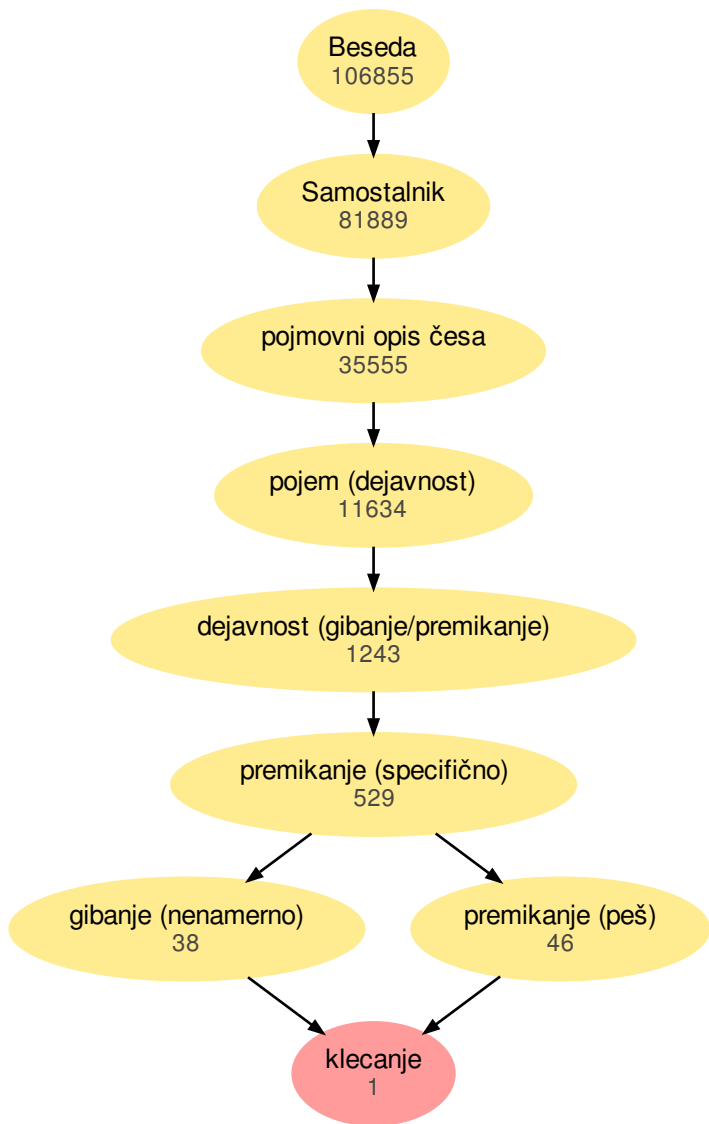 Beseda
106855
Samostalnik
81889
pojmovni opis česa
35555
pojem (dejavnost)
11634
dejavnost (gibanje/premikanje)
1243
premikanje (specifično)
529
gibanje (nenamerno)
38
premikanje (peš)
46
klecanje
1